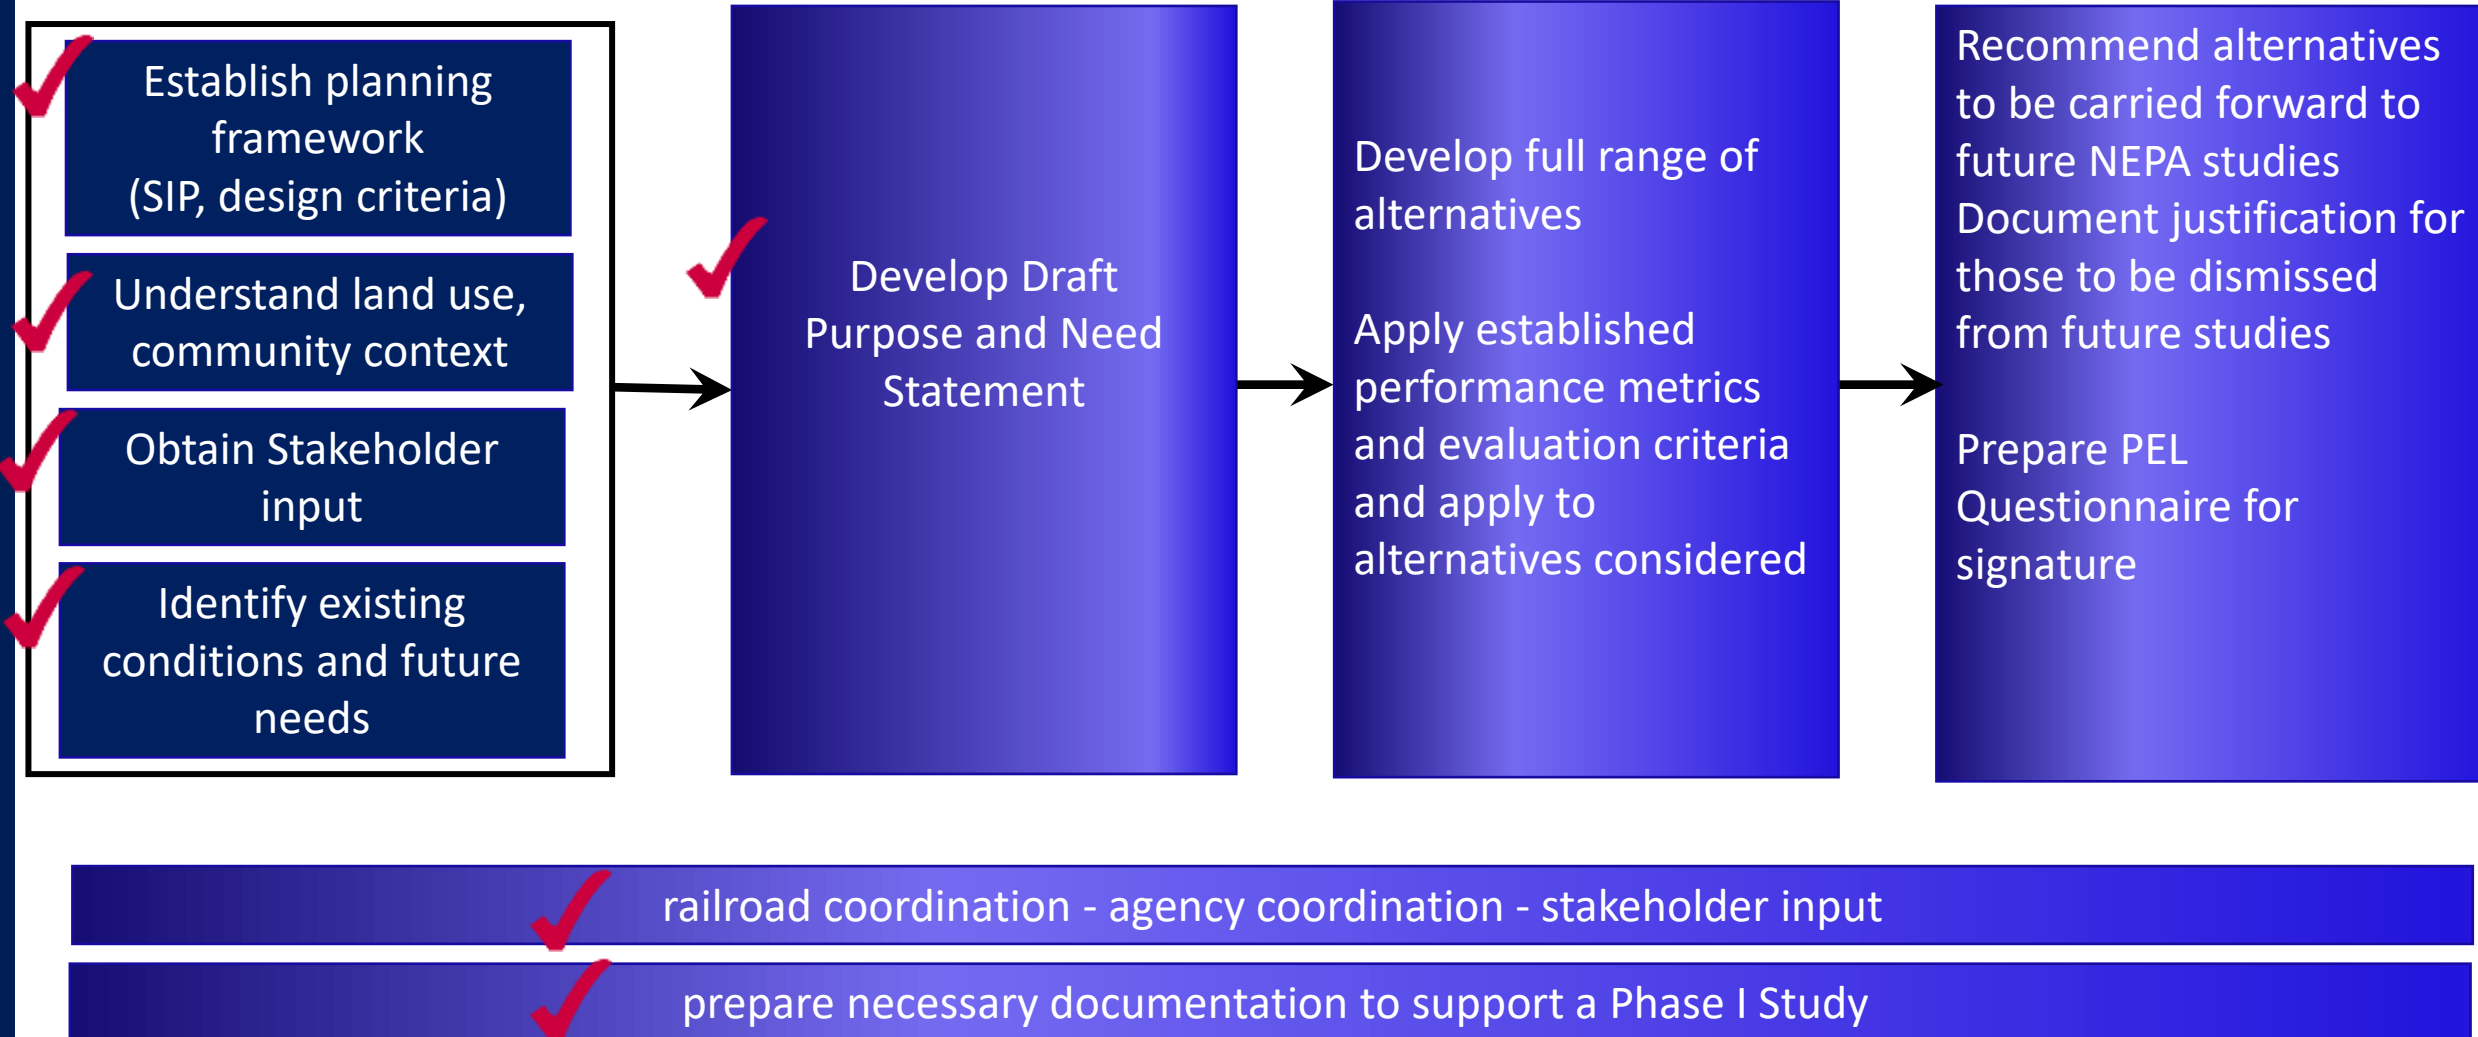 Establish planning
framework
(SIP, design criteria)
Understand land use,
community context
Obtain Stakeholder
input
Identify existing
conditions and future
needs
Develop Draft
Purpose and Need
Statement
Develop full range of
alternatives
Apply established
performance metrics
and evaluation criteria
and apply to
alternatives considered
Recommend alternatives
to be carried forward to
future NEPA studies
Document justification for
those to be dismissed
from future studies
Prepare PEL
Questionnaire for
signature
railroad coordination - agency coordination - stakeholder input
prepare necessary documentation to support a Phase I Study